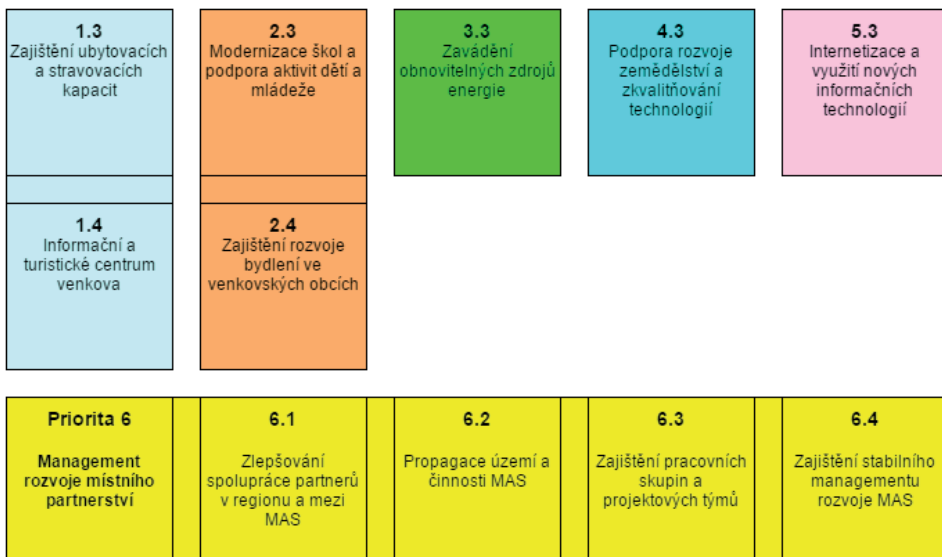 1.3
Zajištění ubytovacích
a stravovacích
kapacit
2.3
Modernizace škol a
podpora aktivit dětí a
mládeže
3.3
Zavádění
obnovitelných zdrojů
energie
4.3
Podpora rozvoje
zemědělství a
zkvalitňování
technologií
5.3
Internetizace a
využití nových
informačních
technologií
1.4
Informační a
turistické centrum
venkova
2.4
Zajištění rozvoje
bydlení ve
venkovských obcích
Priorita 6
Management
rozvoje místního
partnerství
6.1
Zlepšování
spolupráce partnerů
v regionu a mezi
MAS
6.2
Propagace území a
činnosti MAS
6.3
Zajištění pracovních
skupin a
projektových týmů
6.4
Zajištění stabilního
managementu
rozvoje MAS